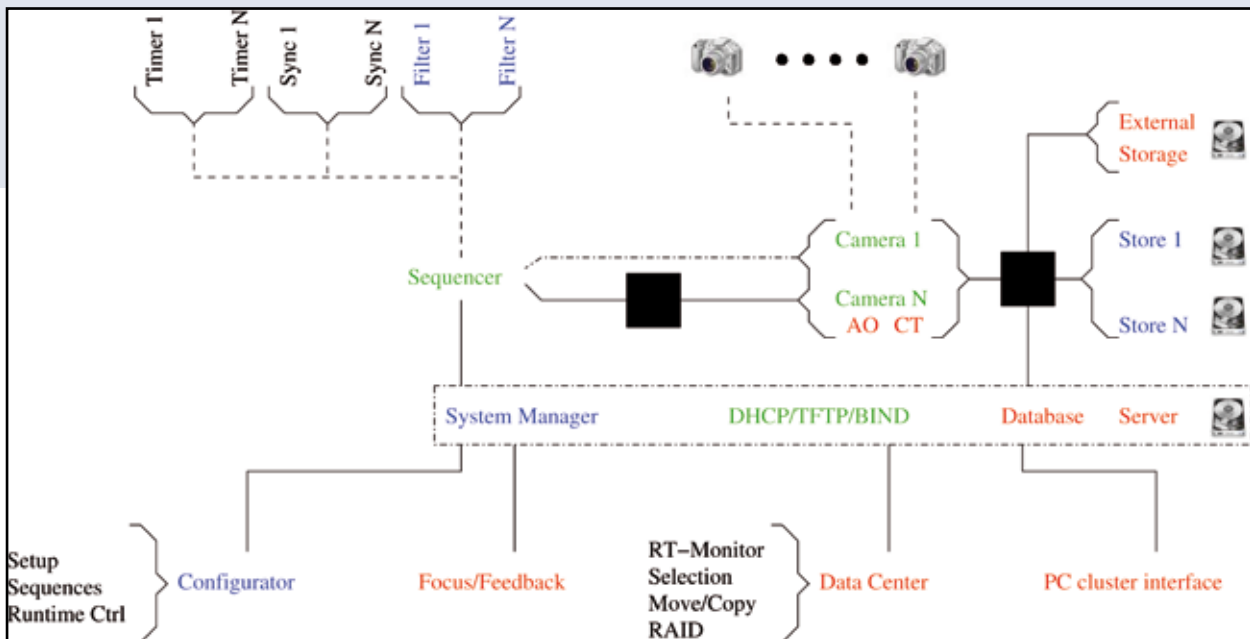 Timer 1
Timer N
Sync 1
Sync N
Filter 1
Filter N
External
Storage
Camera 1
Store 1
Sequencer
Camera N
AO CT
Store N
System Manager
DHCP/TFTP/BIND
Database
Server
Setup
Sequences
Runtime Ctrl
Configurator
Focus/Feedback
RT–Monitor
Selection
Move/Copy
RAID
Data Center
PC cluster interface